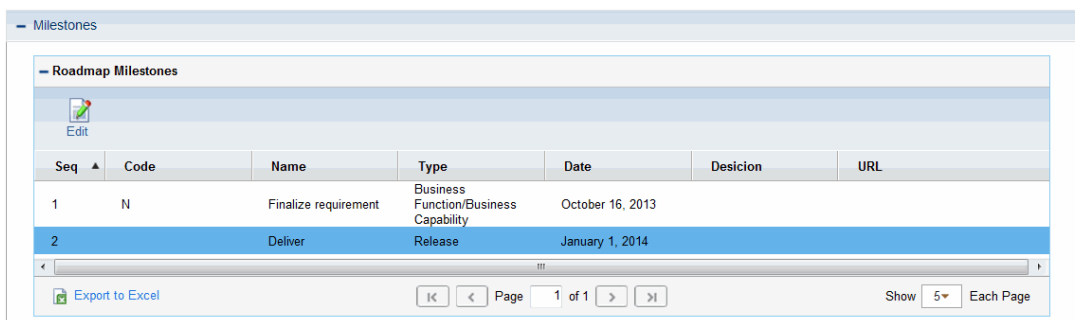 Milestones
Roadmap Milestones
Edit
Seq Code Name Type Date Desicion URL
1 N Finalize requirement Business Function/Business Capability October 16, 2013
2 Deliver Release January 1, 2014
Export to Excel Page 1 of 1 Show 5 Each Page